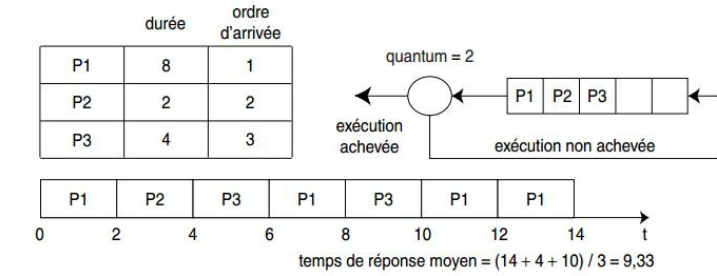 durée
ordre
d'arrivée
P1 8 1
P2 2 2
P3 4 3
quantum = 2
P1 P2 P3
exécution
achevée
exécution non achevée
P1 P2 P3 P1 P3 P1 P1
0 2 4 6 8 10 12 14 t
temps de réponse moyen = (14 + 4 + 10) / 3 = 9,33